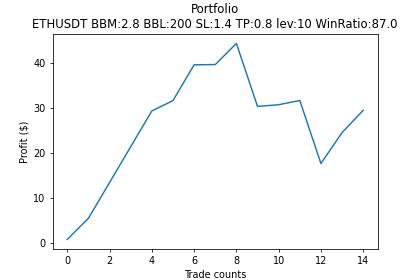 Portfolio
ETHUSDT BBM:2.8 BBL:200 SL:1.4 TP:0.8 lev:10 WinRatio:87.0
Profit ($)
40
30
20
10
0
0 2 4 6 8 10 12 14
Trade counts